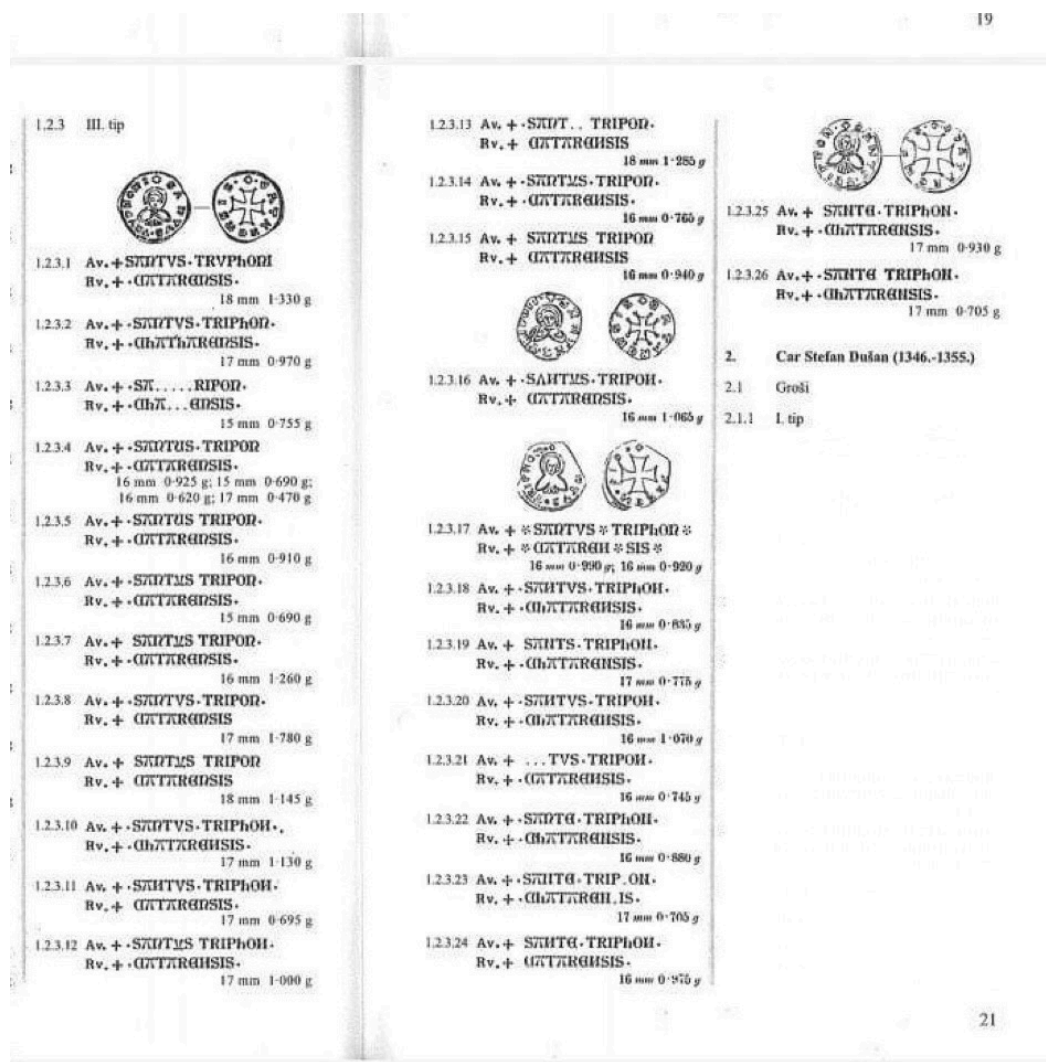 19
1.2.3 III. tip
1.2.3.1 Av. +SANTVS·TRVPhONI
Rv. +·CATARENSIS·
18 mm 1·330 g
1.2.3.2 Av. +·SANTVS·TRIPhON·
Rv. +·ChAThARENSIS·
17 mm 0·970 g
1.2.3.3 Av. +·SA.....RIPON·
Rv. +·ChA...ENSIS·
15 mm 0·755 g
1.2.3.4 Av. +·SANTUS·TRIPON
Rv. +·CATARENSIS·
16 mm 0·925 g; 15 mm 0·690 g;
16 mm 0·620 g; 17 mm 0·470 g
1.2.3.5 Av. +·SANTUS TRIPON·
Rv. +·CATARENSIS·
16 mm 0·910 g
1.2.3.6 Av. +·SANTVS TRIPON·
Rv. +·CATARENSIS·
15 mm 0·690 g
1.2.3.7 Av. + SANTVS TRIPON·
Rv. +·CATARENSIS·
16 mm 1·260 g
1.2.3.8 Av. +·SANTVS·TRIPON·
Rv. + CATARENSIS
17 mm 1·780 g
1.2.3.9 Av. + SANTVS TRIPON
Rv. + CATARENSIS
18 mm 1·145 g
1.2.3.10 Av. +·SANTVS·TRIPhON·.
Rv. +·ChATARENSIS·
17 mm 1·130 g
1.2.3.11 Av. +·SANTVS·TRIPhON·
Rv. + CATARENSIS·
17 mm 0·695 g
1.2.3.12 Av. +·SANTVS TRIPhON·
Rv. +·CATARENSIS·
17 mm 1·000 g
1.2.3.13 Av. +·SANT.. TRIPON·
Rv. + CATARENSIS
18 mm 1·285 g
1.2.3.14 Av. +·SANTVS·TRIPON·
Rv. +·CATARENSIS·
16 mm 0·765 g
1.2.3.15 Av. + SANTVS TRIPON
Rv. + CATARENSIS
16 mm 0·940 g
1.2.3.16 Av. +·SANTVS·TRIPON·
Rv. + CATARENSIS·
16 mm 1·065 g
1.2.3.17 Av. + * SANTVS * TRIPhON *
Rv. + * CATAREN * SIS *
16 mm 0·990 g; 16 mm 0·920 g
1.2.3.18 Av. +·SANTVS·TRIPhON·
Rv. +·ChATARENSIS·
16 mm 0·835 g
1.2.3.19 Av. + SANTS·TRIPhON·
Rv. +·ChATARENSIS·
17 mm 0·775 g
1.2.3.20 Av. +·SANTVS·TRIPON·
Rv. +·ChATARENSIS·
16 mm 1·070 g
1.2.3.21 Av. + ...TVS·TRIPON·
Rv. +·CATARENSIS·
16 mm 0·745 g
1.2.3.22 Av. +·SANTE·TRIPhON·
Rv. +·ChATARENSIS·
16 mm 0·880 g
1.2.3.23 Av. +·SANTE·TRIP.ON·
Rv. +·ChATAREN.IS·
17 mm 0·705 g
1.2.3.24 Av. + SANTE·TRIPhON·
Rv. + CATARENSIS·
16 mm 0·975 g
1.2.3.25 Av. + SANTE·TRIPhON·
Rv. +·ChATARENSIS·
17 mm 0·930 g
1.2.3.26 Av. +·SANTE TRIPhON·
Rv. +·ChATARENSIS·
17 mm 0·705 g
2. Car Stefan Dušan (1346.-1355.)
2.1 Groši
2.1.1 I. tip
21